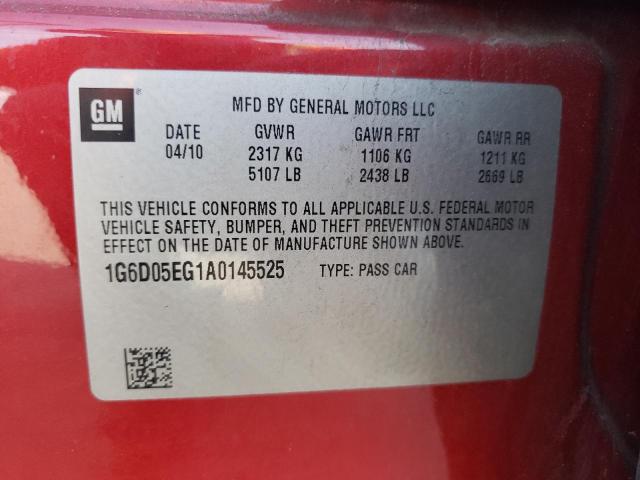 GM
MFD BY GENERAL MOTORS LLC
DATE GVWR GAWR FRT GAWR RR
04/10 2317 KG 1106 KG 1211 KG
5107 LB 2438 LB 2669 LB
THIS VEHICLE CONFORMS TO ALL APPLICABLE U.S. FEDERAL MOTOR
VEHICLE SAFETY, BUMPER, AND THEFT PREVENTION STANDARDS IN
EFFECT ON THE DATE OF MANUFACTURE SHOWN ABOVE.
1G6D05EG1A0145525 TYPE: PASS CAR